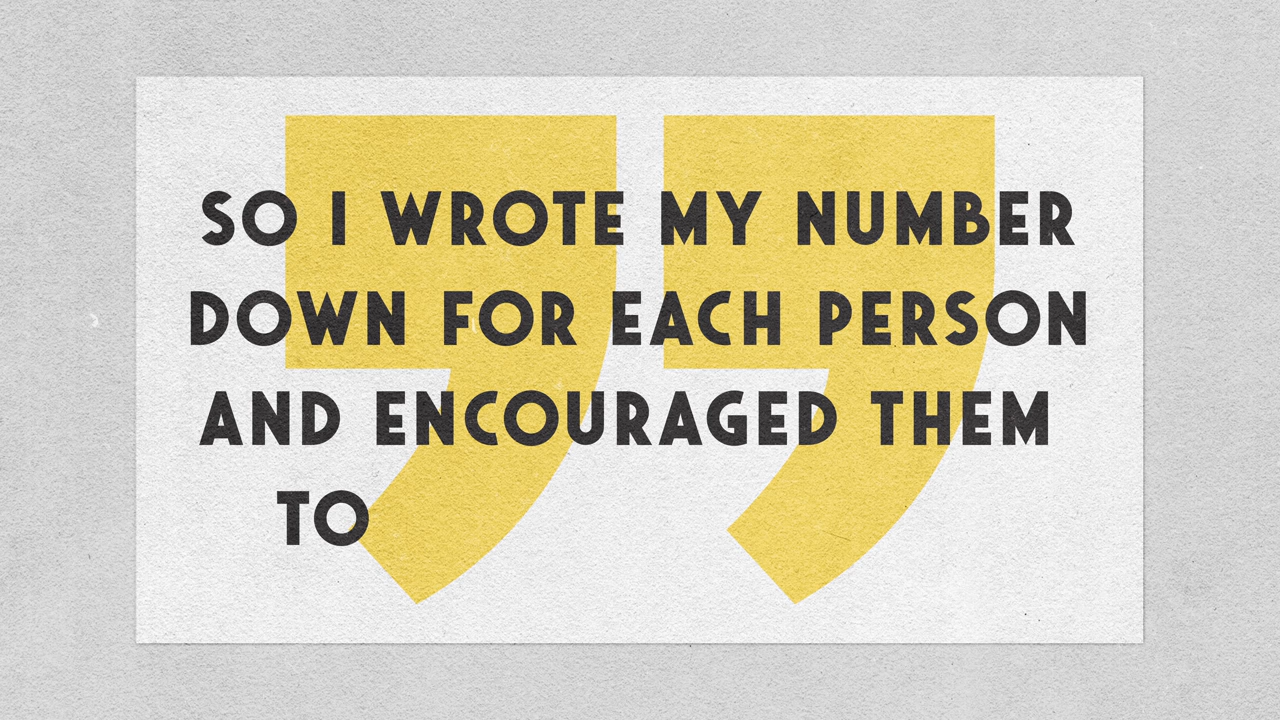 SO I WROTE MY NUMBER
DOWN FOR EACH PERSON
AND ENCOURAGED THEM
TO